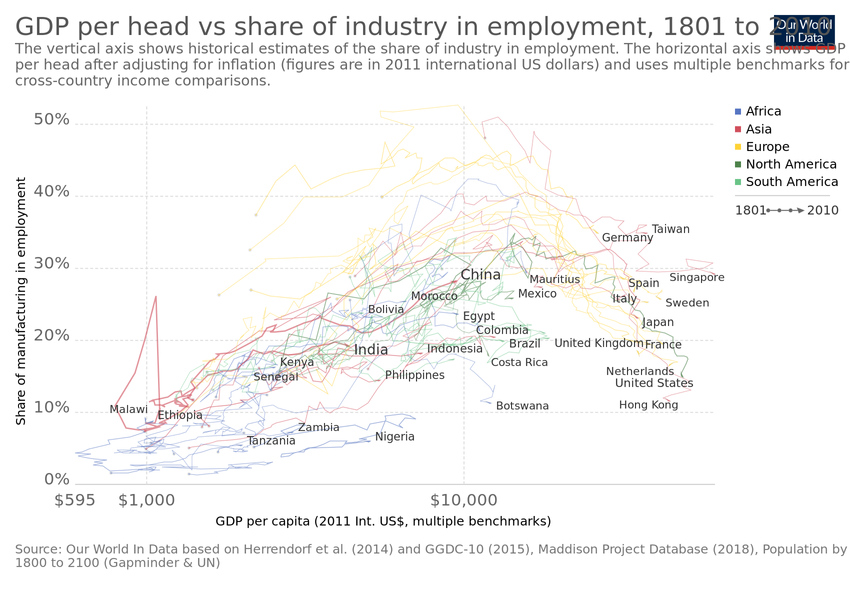 GDP per head vs share of industry in employment, 1801 to 2010
Our World
in Data
The vertical axis shows historical estimates of the share of industry in employment. The horizontal axis shows GDP
per head after adjusting for inflation (figures are in 2011 international US dollars) and uses multiple benchmarks for
cross-country income comparisons.
Africa
Asia
Europe
North America
South America
1801 2010
Share of manufacturing in employment
50%
40%
30%
20%
10%
0%
Taiwan
Germany
China
Mauritius
Spain
Singapore
Morocco
Mexico
Italy
Sweden
Bolivia
Egypt
Japan
Colombia
India
Indonesia
Brazil
United Kingdom
France
Kenya
Costa Rica
Senegal
Philippines
Netherlands
United States
Malawi
Ethiopia
Botswana
Hong Kong
Zambia
Tanzania
Nigeria
$595
$1,000
$10,000
GDP per capita (2011 Int. US$, multiple benchmarks)
Source: Our World In Data based on Herrendorf et al. (2014) and GGDC-10 (2015), Maddison Project Database (2018), Population by
1800 to 2100 (Gapminder & UN)